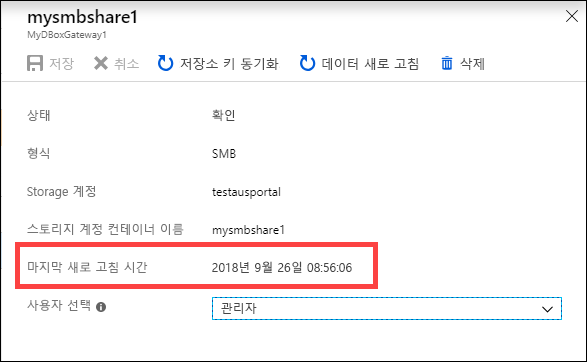 mysmbshare1
MyDBoxGateway1
저장 취소 저장소 키 동기화 데이터 새로 고침 삭제
상태 확인
형식 SMB
Storage 계정 testausportal
스토리지 계정 컨테이너 이름 mysmbshare1
마지막 새로 고침 시간 2018년 9월 26일 08:56:06
사용자 선택 관리자